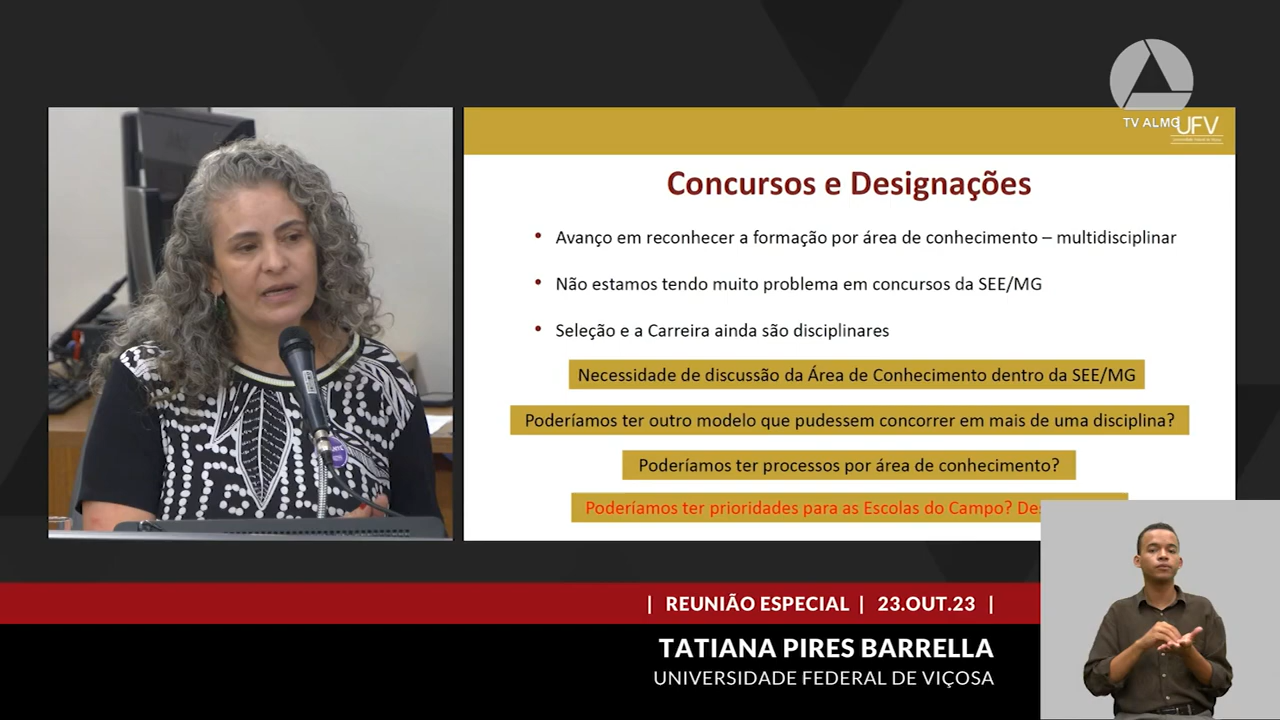 TV ALMG
UFV
Concursos e Designações
• Avanço em reconhecer a formação por área de conhecimento – multidisciplinar
• Não estamos tendo muito problema em concursos da SEE/MG
• Seleção e a Carreira ainda são disciplinares
Necessidade de discussão da Área de Conhecimento dentro da SEE/MG
Poderíamos ter outro modelo que pudessem concorrer em mais de uma disciplina?
Poderíamos ter processos por área de conhecimento?
Poderíamos ter prioridades para as Escolas do Campo?
| REUNIÃO ESPECIAL | 23.OUT.23 |
TATIANA PIRES BARRELLA
UNIVERSIDADE FEDERAL DE VIÇOSA